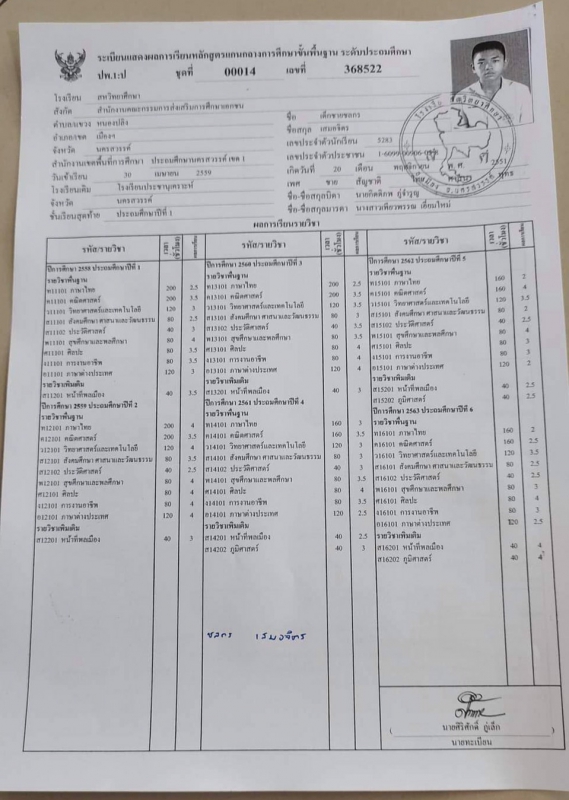 ระเบียนแสดงผลการเรียนหลักสูตรแกนกลางการศึกษาขั้นพื้นฐาน ระดับประถมศึกษา
ปพ.1:ป ชุดที่ 00014 เลขที่ 368522
โรงเรียน สหวิทยาศึกษา
สังกัด สำนักงานคณะกรรมการส่งเสริมการศึกษาเอกชน
ตำบล/แขวง หนองปลิง
อำเภอ/เขต เมืองฯ
จังหวัด นครสวรรค์
สำนักงานเขตพื้นที่การศึกษา ประถมศึกษานครสวรรค์ เขต 1
วันเข้าเรียน 30 เมษายน 2559
โรงเรียนเดิม โรงเรียนประชานุเคราะห์
จังหวัด นครสวรรค์
ชั้นเรียนสุดท้าย ประถมศึกษาปีที่ 1
ชื่อ เด็กชายชลกร
ชื่อสกุล เสมอจิตร
เลขประจำตัวนักเรียน 5283
เลขประจำตัวประชาชน
เกิดวันที่ 20 เดือน พฤศจิกายน พ.ศ. 2551
เพศ ชาย สัญชาติ ไทย ศาสนา พุทธ
ชื่อ-ชื่อสกุลบิดา นายกิตติภพ
ชื่อ-ชื่อสกุลมารดา นางสาวเดียวพรรณ เตี้ยมใหม่
ผลการเรียนรายวิชา
รหัส/รายวิชา เวลา (ชั่วโมง) ผลการเรียน รหัส/รายวิชา เวลา (ชั่วโมง) ผลการเรียน รหัส/รายวิชา เวลา (ชั่วโมง) ผลการเรียน
ปีการศึกษา 2558 ประถมศึกษาปีที่ 1
รายวิชาพื้นฐาน
ท11101 ภาษาไทย 200 2.5
ค11101 คณิตศาสตร์ 200 3.5
ว11101 วิทยาศาสตร์และเทคโนโลยี 120 3
ส11101 สังคมศึกษา ศาสนาและวัฒนธรรม 80 2.5
ส11102 ประวัติศาสตร์ 40 3
พ11101 สุขศึกษาและพลศึกษา 80 4
ศ11101 ศิลปะ 80 3.5
ง11101 การงานอาชีพ 80 3.5
อ11101 ภาษาต่างประเทศ 120 3
รายวิชาเพิ่มเติม
ส11201 หน้าที่พลเมือง 40 3.5
ปีการศึกษา 2559 ประถมศึกษาปีที่ 2
รายวิชาพื้นฐาน
ท12101 ภาษาไทย 200 4
ค12101 คณิตศาสตร์ 200 3.5
ว12101 วิทยาศาสตร์และเทคโนโลยี 120 4
ส12101 สังคมศึกษา ศาสนาและวัฒนธรรม 80 3.5
ส12102 ประวัติศาสตร์ 40 2.5
พ12101 สุขศึกษาและพลศึกษา 80 4
ศ12101 ศิลปะ 80 4
ง12101 การงานอาชีพ 80 4
อ12101 ภาษาต่างประเทศ 120 4
รายวิชาเพิ่มเติม
ส12201 หน้าที่พลเมือง 40 3
ปีการศึกษา 2560 ประถมศึกษาปีที่ 3
รายวิชาพื้นฐาน
ท13101 ภาษาไทย 200 2.5
ค13101 คณิตศาสตร์ 200 3.5
ว13101 วิทยาศาสตร์และเทคโนโลยี 120 3.5
ส13101 สังคมศึกษา ศาสนาและวัฒนธรรม 80 3
ส13102 ประวัติศาสตร์ 40 3.5
พ13101 สุขศึกษาและพลศึกษา 80 3.5
ศ13101 ศิลปะ 80 4
ง13101 การงานอาชีพ 80 4
อ13101 ภาษาต่างประเทศ 120 4
รายวิชาเพิ่มเติม
ส13201 หน้าที่พลเมือง 40 3
ปีการศึกษา 2561 ประถมศึกษาปีที่ 4
รายวิชาพื้นฐาน
ท14101 ภาษาไทย 160 3
ค14101 คณิตศาสตร์ 160 3.5
ว14101 วิทยาศาสตร์และเทคโนโลยี 120 3
ส14101 สังคมศึกษา ศาสนาและวัฒนธรรม 80 3
ส14102 ประวัติศาสตร์ 40 3
พ14101 สุขศึกษาและพลศึกษา 80 4
ศ14101 ศิลปะ 80 4
ง14101 การงานอาชีพ 80 3.5
อ14101 ภาษาต่างประเทศ 120 2.5
รายวิชาเพิ่มเติม
ส14201 หน้าที่พลเมือง 40 2.5
ส14202 ภูมิศาสตร์ 40 3
ปีการศึกษา 2562 ประถมศึกษาปีที่ 5
รายวิชาพื้นฐาน
ท15101 ภาษาไทย 160 2
ค15101 คณิตศาสตร์ 160 4
ว15101 วิทยาศาสตร์และเทคโนโลยี 120 3.5
ส15101 สังคมศึกษา ศาสนาและวัฒนธรรม 80 2
ส15102 ประวัติศาสตร์ 40 2.5
พ15101 สุขศึกษาและพลศึกษา 80 4
ศ15101 ศิลปะ 80 3
ง15101 การงานอาชีพ 80 3
อ15101 ภาษาต่างประเทศ 120 2
รายวิชาเพิ่มเติม
ส15201 หน้าที่พลเมือง 40 2.5
ส15202 ภูมิศาสตร์ 40 2.5
ปีการศึกษา 2563 ประถมศึกษาปีที่ 6
รายวิชาพื้นฐาน
ท16101 ภาษาไทย 160 2
ค16101 คณิตศาสตร์ 160 2.5
ว16101 วิทยาศาสตร์และเทคโนโลยี 120 3.5
ส16101 สังคมศึกษา ศาสนาและวัฒนธรรม 80 2.5
ส16102 ประวัติศาสตร์ 40 2.5
พ16101 สุขศึกษาและพลศึกษา 80 3
ศ16101 ศิลปะ 80 4
ง16101 การงานอาชีพ 80 3
อ16101 ภาษาต่างประเทศ 120 2.5
รายวิชาเพิ่มเติม
ส16201 หน้าที่พลเมือง 40 4
ส16202 ภูมิศาสตร์ 40 4
ชลกร เสมอจิตร
(นายศิริศักดิ์ อู่เล็ก)
นายทะเบียน